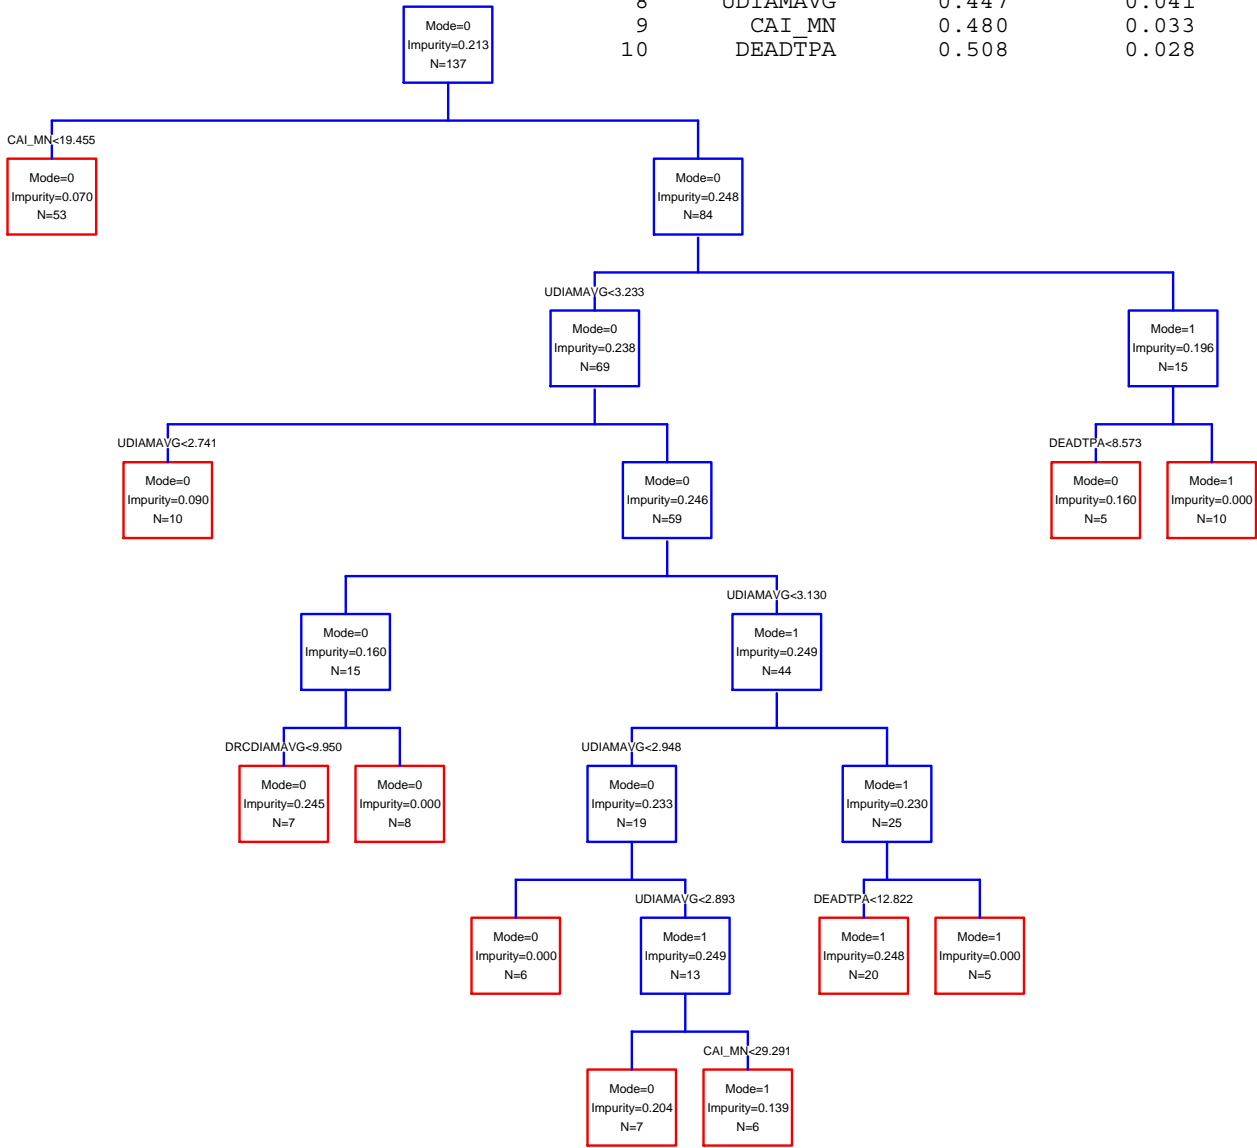 8 UDIAMAVG 0.447 0.041
9 CAI_MN 0.480 0.033
10 DEADTPA 0.508 0.028
Mode=0
Impurity=0.213
N=137
CAI_MN<19.455
Mode=0
Impurity=0.070
N=53
Mode=0
Impurity=0.248
N=84
UDIAMAVG<3.233
Mode=0
Impurity=0.238
N=69
Mode=1
Impurity=0.196
N=15
UDIAMAVG<2.741
Mode=0
Impurity=0.090
N=10
Mode=0
Impurity=0.246
N=59
DEADTPA<8.573
Mode=0
Impurity=0.160
N=5
Mode=1
Impurity=0.000
N=10
UDIAMAVG<3.130
Mode=0
Impurity=0.160
N=15
Mode=1
Impurity=0.249
N=44
DRCDIAMAVG<9.950
Mode=0
Impurity=0.245
N=7
Mode=0
Impurity=0.000
N=8
UDIAMAVG<2.948
Mode=0
Impurity=0.233
N=19
Mode=1
Impurity=0.230
N=25
UDIAMAVG<2.893
Mode=0
Impurity=0.000
N=6
Mode=1
Impurity=0.249
N=13
DEADTPA<12.822
Mode=1
Impurity=0.248
N=20
Mode=1
Impurity=0.000
N=5
CAI_MN<29.291
Mode=0
Impurity=0.204
N=7
Mode=1
Impurity=0.139
N=6